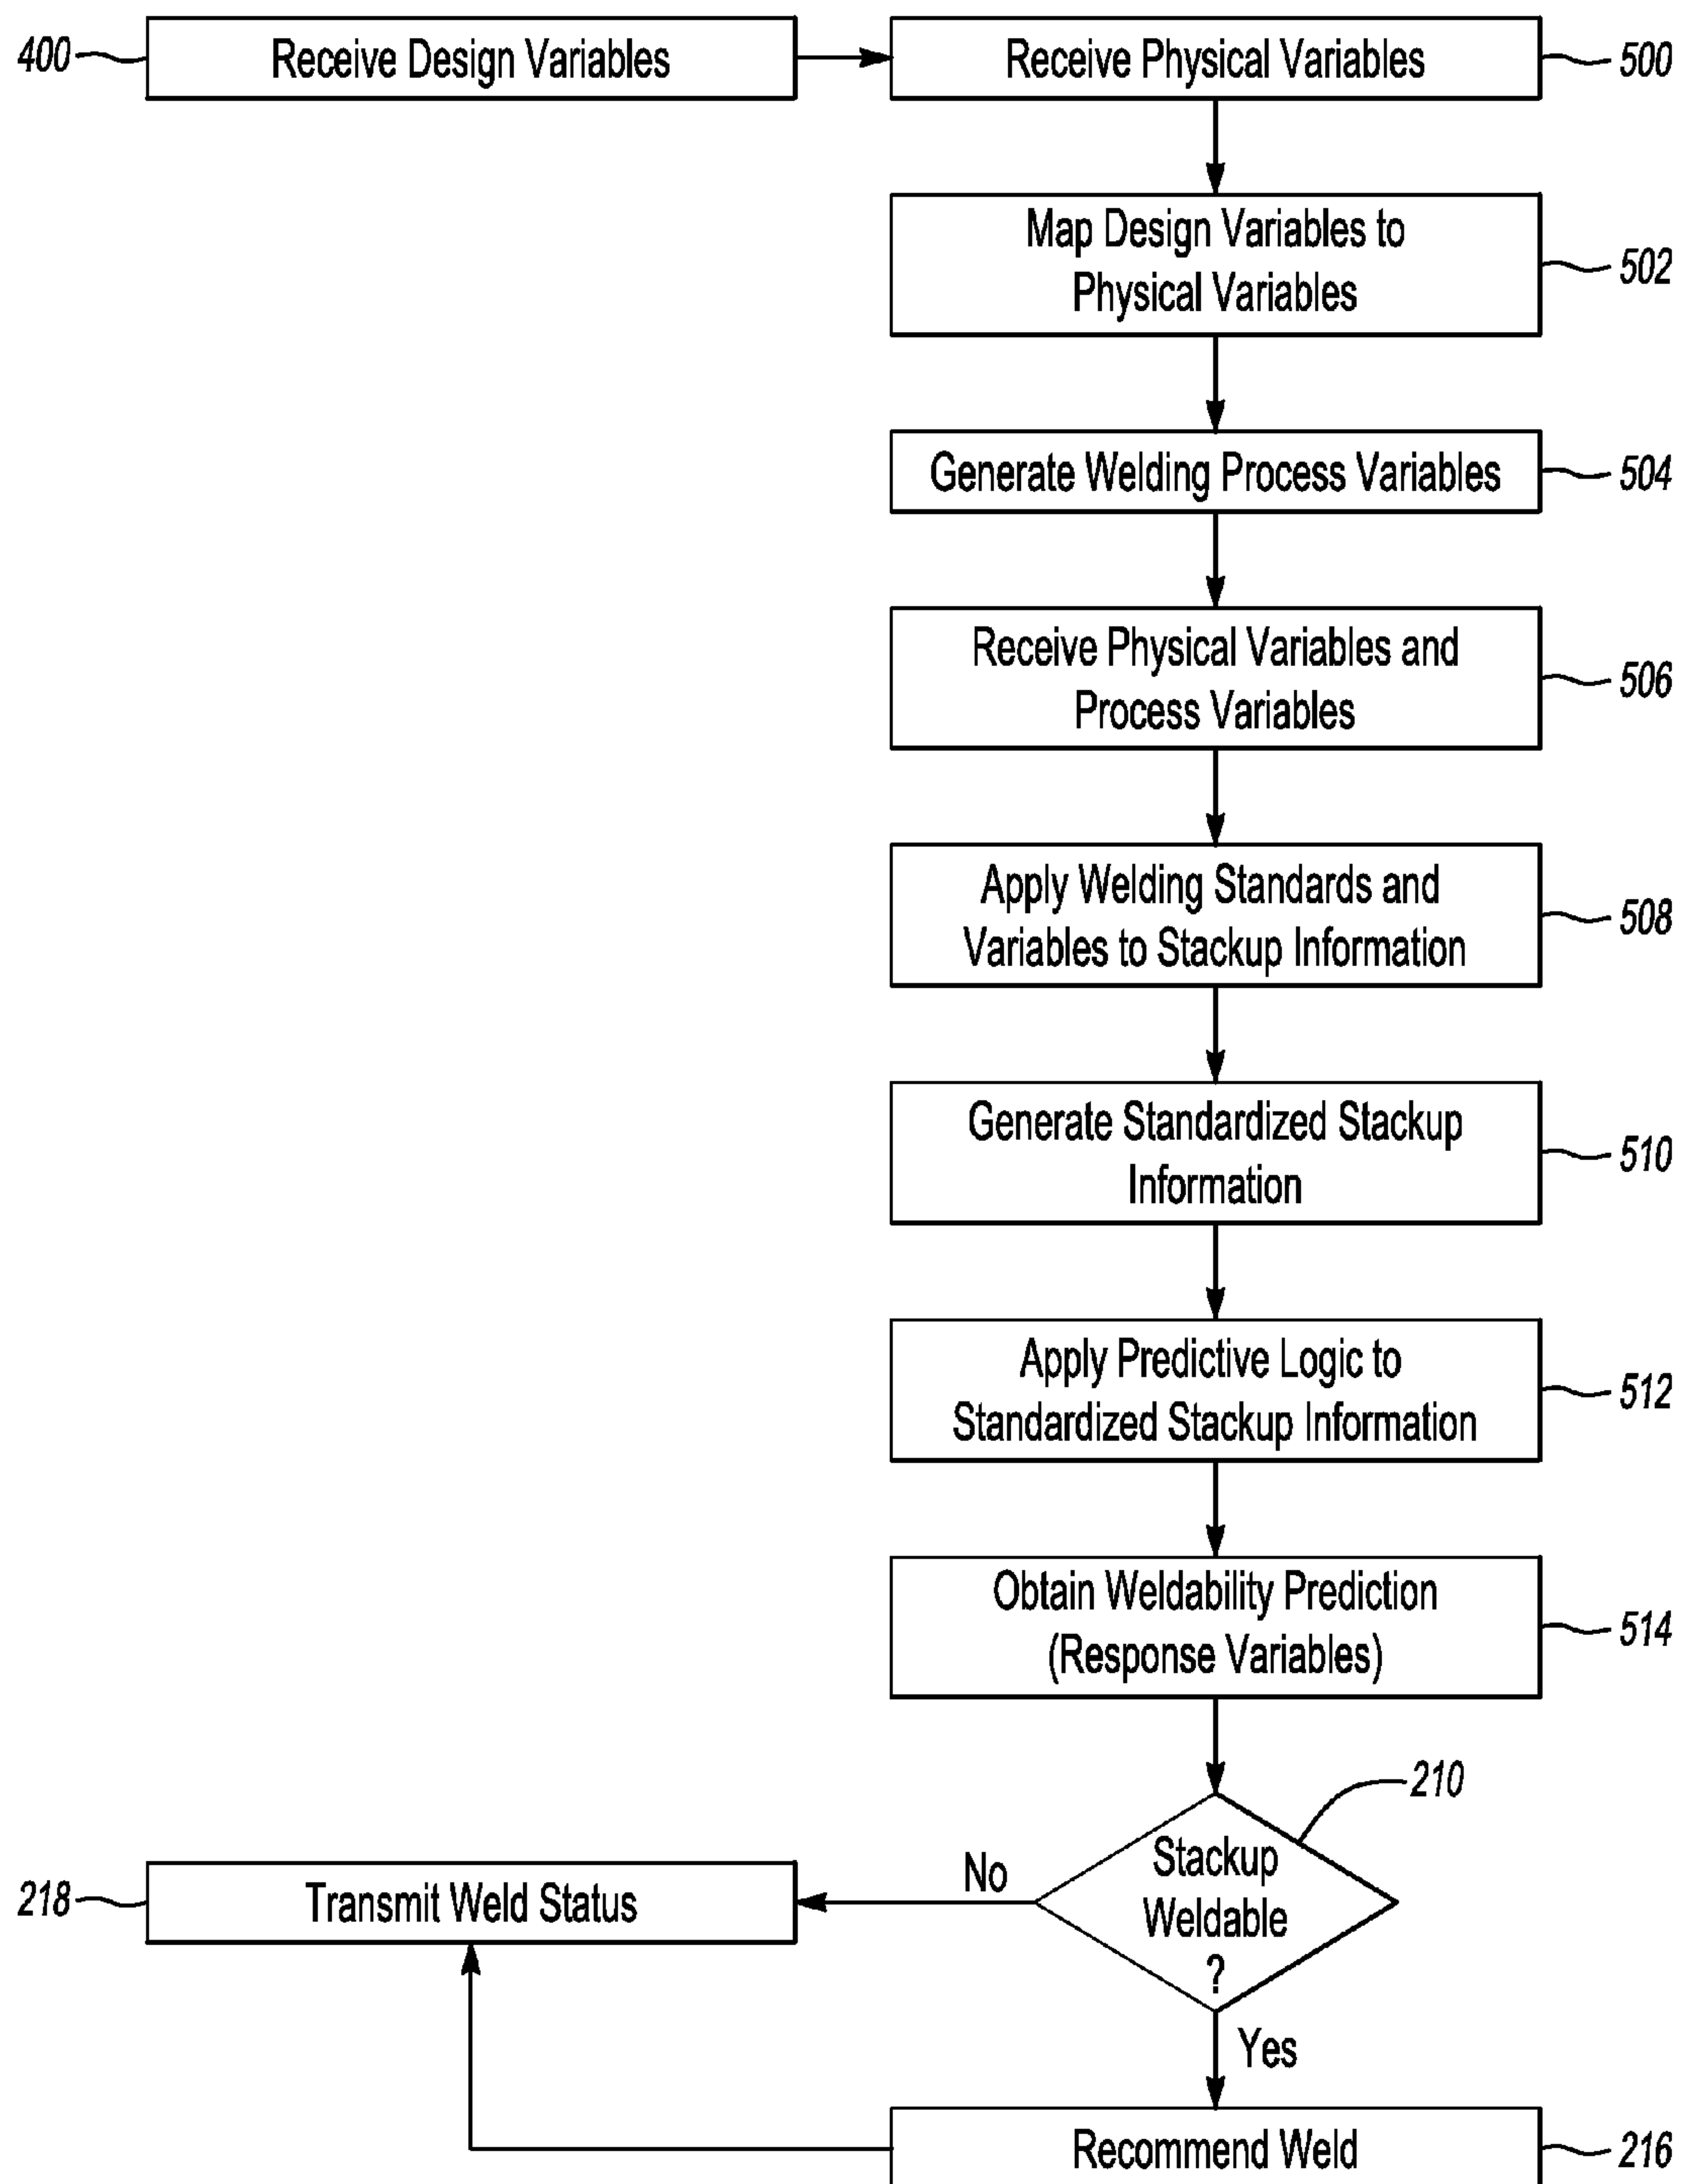 400
Receive Design Variables
Receive Physical Variables
500
Map Design Variables to
Physical Variables
502
Generate Welding Process Variables
504
Receive Physical Variables and
Process Variables
506
Apply Welding Standards and
Variables to Stackup Information
508
Generate Standardized Stackup
Information
510
Apply Predictive Logic to
Standardized Stackup Information
512
Obtain Weldability Prediction
(Response Variables)
514
210
Stackup
Weldable
?
No
218
Transmit Weld Status
Yes
Recommend Weld
216